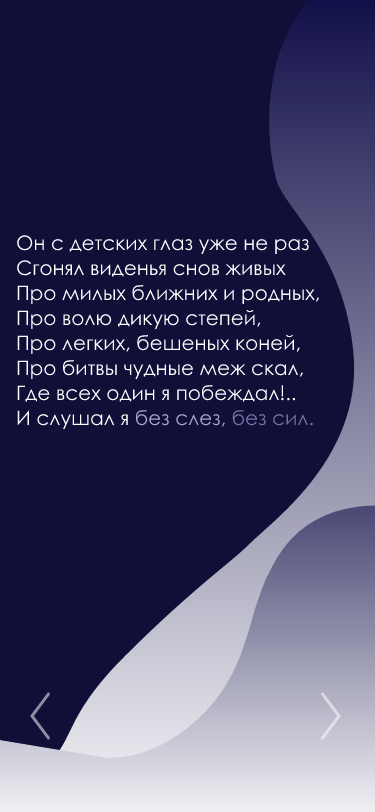 Он с детских глаз уже не раз
Сгонял виденья снов живых
Про милых ближних и родных,
Про волю дикую степей,
Про легких, бешеных коней,
Про битвы чудные меж скал,
Где всех один я побеждал!..
И слушал я без слез, без сил.